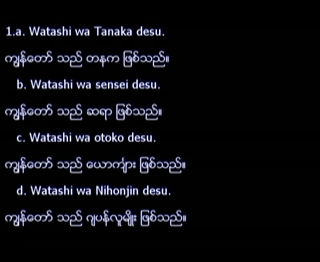 1.a. Watashi wa Tanaka desu.
ကျွန်တော် သည် တနက ဖြစ်သည်။
b. Watashi wa sensei desu.
ကျွန်တော် သည် ဆရာ ဖြစ်သည်။
c. Watashi wa otoko desu.
ကျွန်တော် သည် ယောကျ်ား ဖြစ်သည်။
d. Watashi wa Nihonjin desu.
ကျွန်တော် သည် ဂျပန်လူမျိုး ဖြစ်သည်။